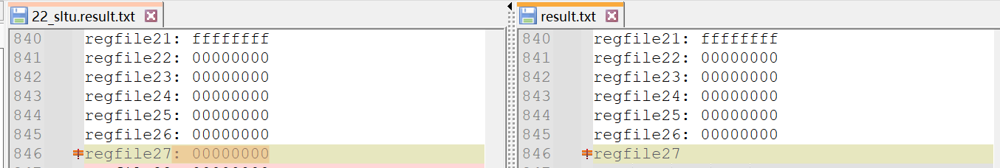 22_sltu.result.txt
840 regfile21: ffffffff
841 regfile22: 00000000
842 regfile23: 00000000
843 regfile24: 00000000
844 regfile25: 00000000
845 regfile26: 00000000
846 regfile27: 00000000
result.txt
840 regfile21: ffffffff
841 regfile22: 00000000
842 regfile23: 00000000
843 regfile24: 00000000
844 regfile25: 00000000
845 regfile26: 00000000
846 regfile27